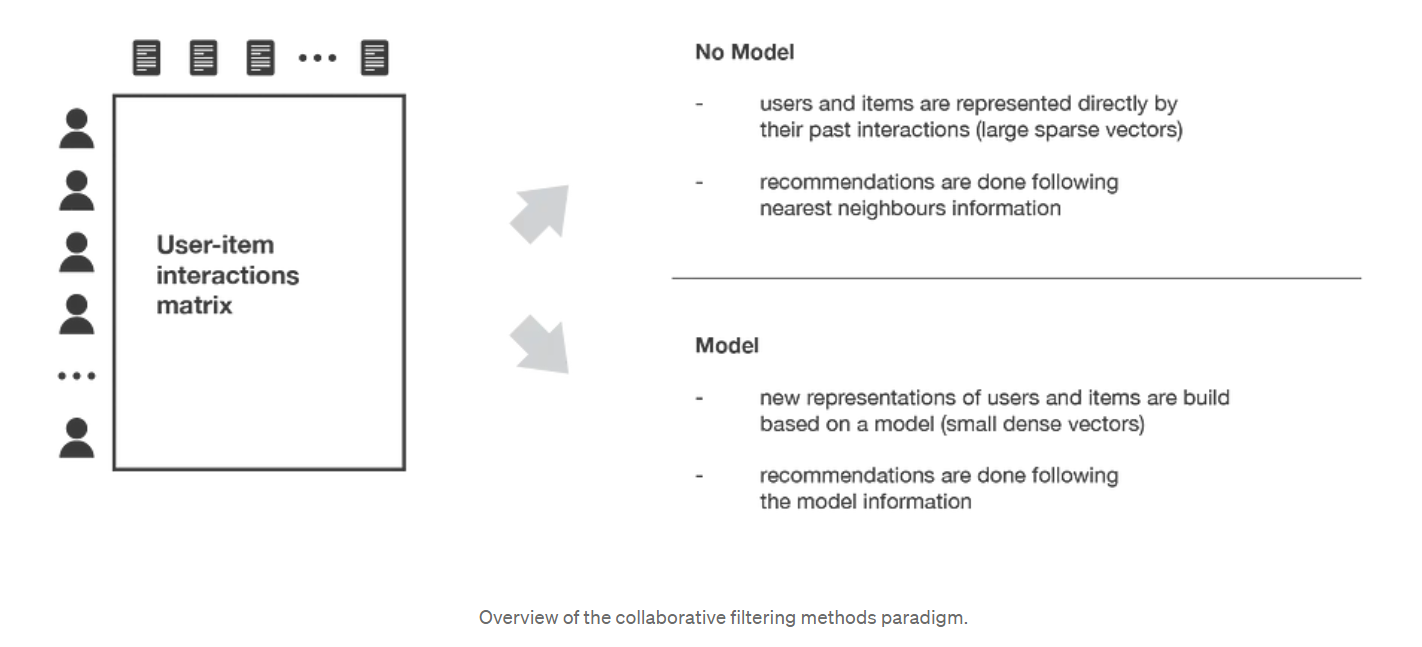 No Model
- users and items are represented directly by
their past interactions (large sparse vectors)
- recommendations are done following
nearest neighbours information
User-item
interactions
matrix
Model
- new representations of users and items are build
based on a model (small dense vectors)
- recommendations are done following
the model information
Overview of the collaborative filtering methods paradigm.